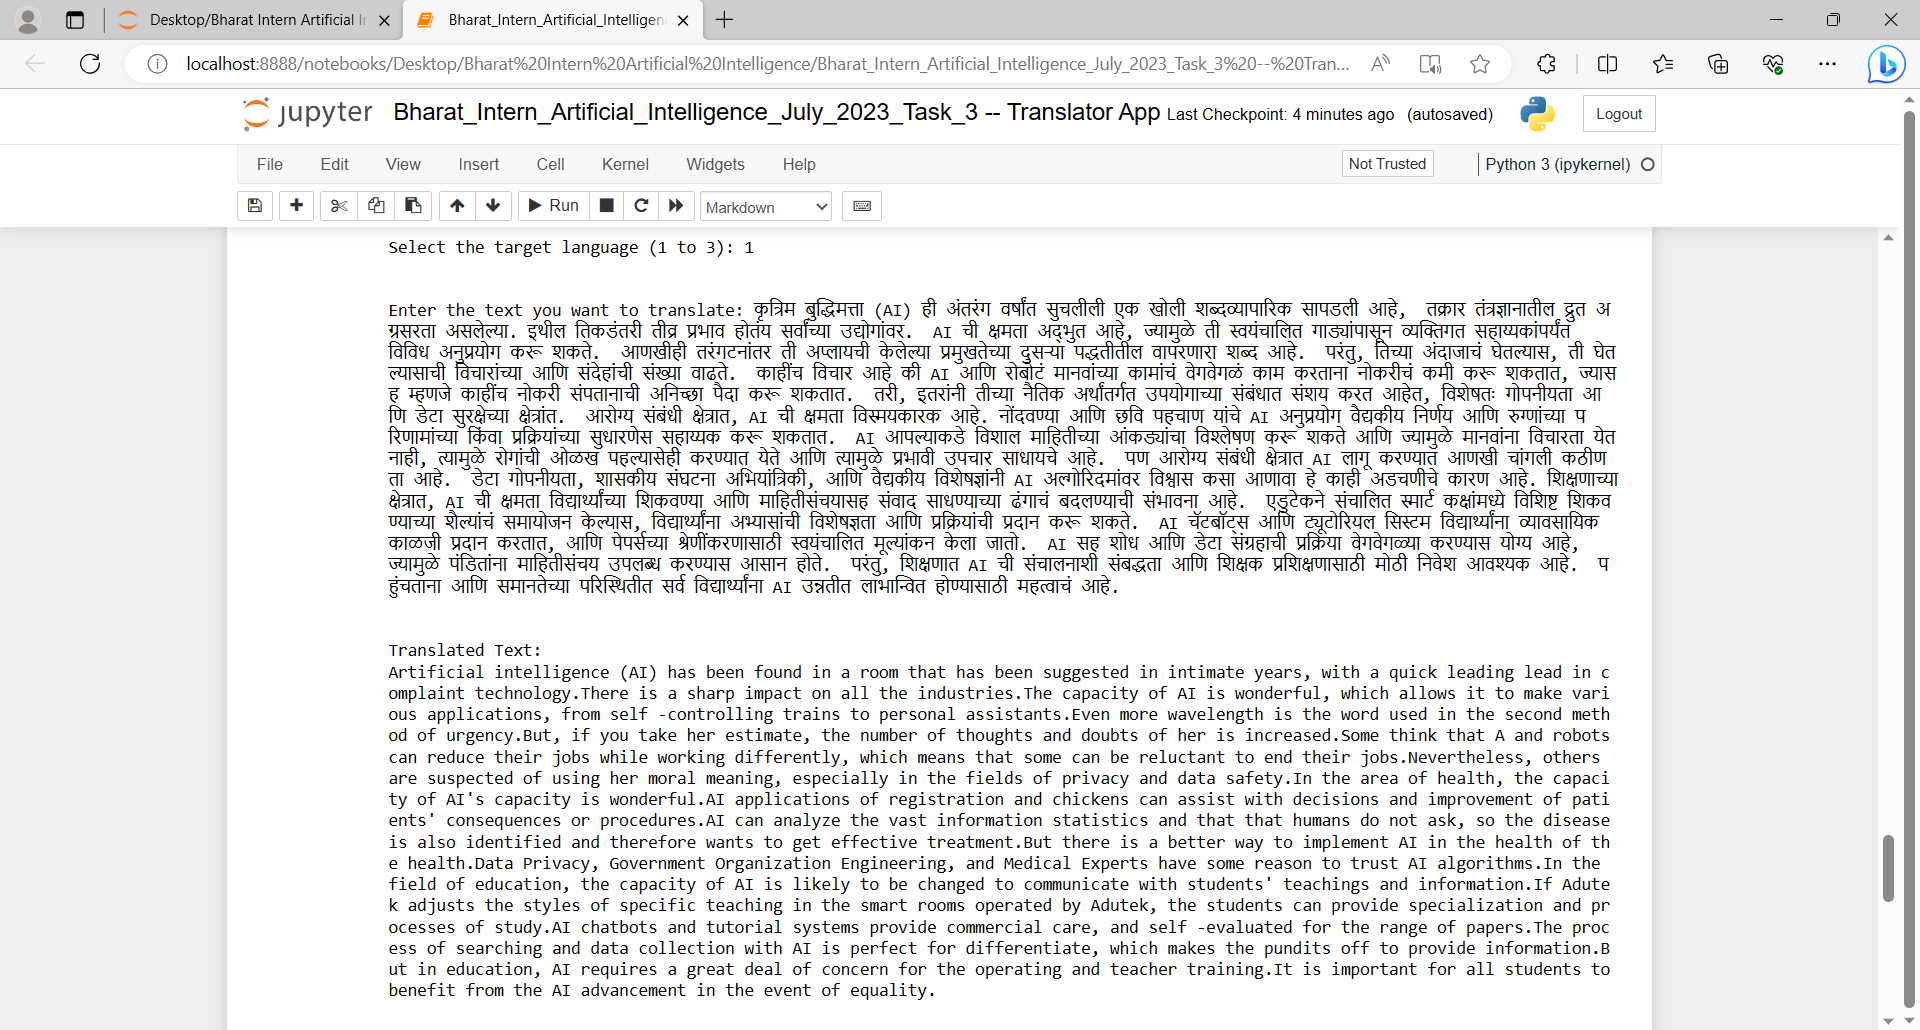 Desktop/Bharat Intern Artificial Ir
Bharat_Intern_Artificial_Intelligen
localhost:8888/notebooks/Desktop/Bharat%20Intern%20Artificial%20Intelligence/Bharat_Intern_Artificial_Intelligence_July_2023_Task_3%20--%20Tran...
jupyter Bharat_Intern_Artificial_Intelligence_July_2023_Task_3 -- Translator App Last Checkpoint: 4 minutes ago (autosaved) Logout
File Edit View Insert Cell Kernel Widgets Help Not Trusted Python 3 (ipykernel)
Run Markdown
Select the target language (1 to 3): 1
Enter the text you want to translate: कृत्रिम बुद्धिमत्ता (AI) ही अंतरंग वर्षांत सुचलीली एक खोली शब्दव्यापारिक सापडली आहे, तक्रार तंत्रज्ञानातील द्रुत अ
ग्रसरता असलेल्या. इथील तिकडंतरी तीव्र प्रभाव होतंय सर्वांच्या उद्योगांवर. AI ची क्षमता अद्भुत आहे, ज्यामुळे ती स्वयंचालित गाड्यांपासून व्यक्तिगत सहाय्यकांपर्यंत
विविध अनुप्रयोग करू शकते. आणखीही तरंगटनांतर ती अप्लायची केलेल्या प्रमुखतेच्या दुसऱ्या पद्धतीतील वापरणारा शब्द आहे. परंतु, तिच्या अंदाजाचं घेतल्यास, ती घेत
ल्यासाची विचारांच्या आणि संदेहांची संख्या वाढते. काहींच विचार आहे की AI आणि रोबोटं मानवांच्या कामांचं वेगवेगळं काम करताना नोकरीचं कमी करू शकतात, ज्यास
ह म्हणजे काहींच नोकरी संपतानाची अनिच्छा पैदा करू शकतात. तरी, इतरांनी तीच्या नैतिक अर्थांतर्गत उपयोगाच्या संबंधात संशय करत आहेत, विशेषतः गोपनीयता आ
णि डेटा सुरक्षेच्या क्षेत्रांत. आरोग्य संबंधी क्षेत्रात, AI ची क्षमता विस्मयकारक आहे. नोंदवण्या आणि छवि पहचाण यांचे AI अनुप्रयोग वैद्यकीय निर्णय आणि रुग्णांच्या प
रिणामांच्या किंवा प्रक्रियांच्या सुधारणेस सहाय्यक करू शकतात. AI आपल्याकडे विशाल माहितीच्या आंकड्यांचा विश्लेषण करू शकते आणि ज्यामुळे मानवांना विचारता येत
नाही, त्यामुळे रोगांची ओळख पहल्यासेही करण्यात येते आणि त्यामुळे प्रभावी उपचार साधायचे आहे. पण आरोग्य संबंधी क्षेत्रात AI लागू करण्यात आणखी चांगली कठीण
ता आहे. डेटा गोपनीयता, शासकीय संघटना अभियांत्रिकी, आणि वैद्यकीय विशेषज्ञांनी AI अल्गोरिदमांवर विश्वास कसा आणावा हे काही अडचणीचे कारण आहे. शिक्षणाच्या
क्षेत्रात, AI ची क्षमता विद्यार्थ्यांच्या शिकवण्या आणि माहितीसंचयासह संवाद साधण्याच्या ढंगाचं बदलण्याची संभावना आहे. एडुटेकने संचालित स्मार्ट कक्षांमध्ये विशिष्ट शिकव
ण्याच्या शैल्यांचं समायोजन केल्यास, विद्यार्थ्यांना अभ्यासांची विशेषज्ञता आणि प्रक्रियांची प्रदान करू शकते. AI चॅटबॉट्स आणि ट्यूटोरियल सिस्टम विद्यार्थ्यांना व्यावसायिक
काळजी प्रदान करतात, आणि पेपर्सच्या श्रेणींकरणासाठी स्वयंचालित मूल्यांकन केला जातो. AI सह शोध आणि डेटा संग्रहाची प्रक्रिया वेगवेगळ्या करण्यास योग्य आहे,
ज्यामुळे पंडितांना माहितीसंचय उपलब्ध करण्यास आसान होते. परंतु, शिक्षणात AI ची संचालनाशी संबद्धता आणि शिक्षक प्रशिक्षणासाठी मोठी निवेश आवश्यक आहे. प
हुंचताना आणि समानतेच्या परिस्थितीत सर्व विद्यार्थ्यांना AI उन्नतीत लाभान्वित होण्यासाठी महत्वाचं आहे.
Translated Text:
Artificial intelligence (AI) has been found in a room that has been suggested in intimate years, with a quick leading lead in c
omplaint technology.There is a sharp impact on all the industries.The capacity of AI is wonderful, which allows it to make vari
ous applications, from self -controlling trains to personal assistants.Even more wavelength is the word used in the second meth
od of urgency.But, if you take her estimate, the number of thoughts and doubts of her is increased.Some think that A and robots
can reduce their jobs while working differently, which means that some can be reluctant to end their jobs.Nevertheless, others
are suspected of using her moral meaning, especially in the fields of privacy and data safety.In the area of health, the capaci
ty of AI's capacity is wonderful.AI applications of registration and chickens can assist with decisions and improvement of pati
ents' consequences or procedures.AI can analyze the vast information statistics and that that humans do not ask, so the disease
is also identified and therefore wants to get effective treatment.But there is a better way to implement AI in the health of th
e health.Data Privacy, Government Organization Engineering, and Medical Experts have some reason to trust AI algorithms.In the
field of education, the capacity of AI is likely to be changed to communicate with students' teachings and information.If Adute
k adjusts the styles of specific teaching in the smart rooms operated by Adutek, the students can provide specialization and pr
ocesses of study.AI chatbots and tutorial systems provide commercial care, and self -evaluated for the range of papers.The proc
ess of searching and data collection with AI is perfect for differentiate, which makes the pundits off to provide information.B
ut in education, AI requires a great deal of concern for the operating and teacher training.It is important for all students to
benefit from the AI advancement in the event of equality.